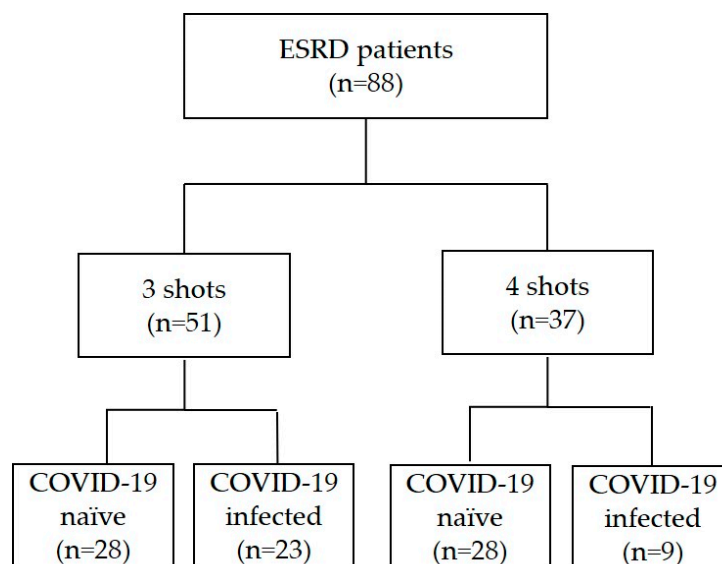 ESRD patients
(n=88)
3 shots
(n=51)
4 shots
(n=37)
COVID-19
naïve
(n=28)
COVID-19
infected
(n=23)
COVID-19
naïve
(n=28)
COVID-19
infected
(n=9)